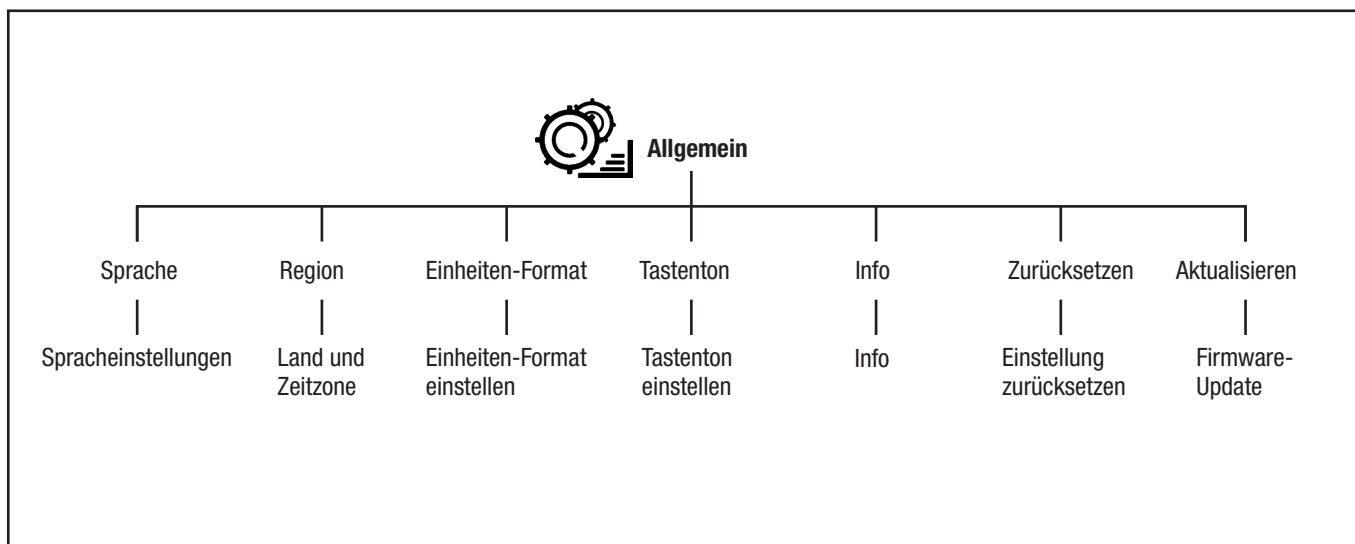 Allgemein
Sprache
Region
Einheiten-Format
Tastenton
Info
Zurücksetzen
Aktualisieren
Spracheinstellungen
Land und
Zeitzone
Einheiten-Format
einstellen
Tastenton
einstellen
Info
Einstellung
zurücksetzen
Firmware-
Update